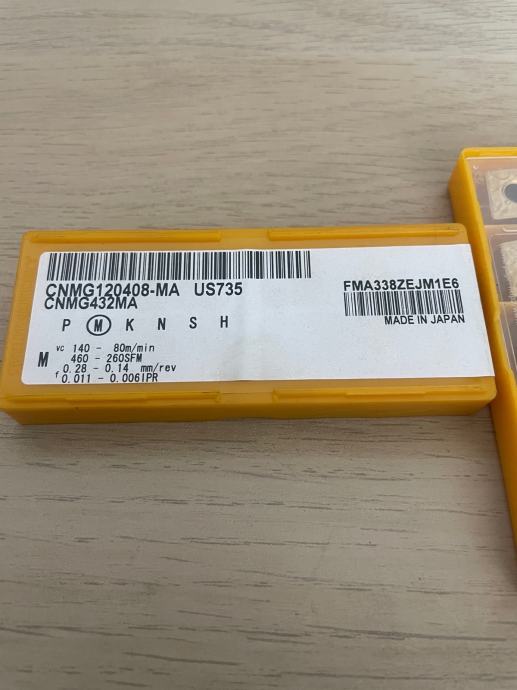 CNMG120408-MA US735
CNMG432MA
FMA338ZEJM1E6
MADE IN JAPAN
P M K N S H
M
vc 140 - 80m/min
460 - 260SFM
f 0.28 - 0.14 mm/rev
0.011 - 0.006IPR